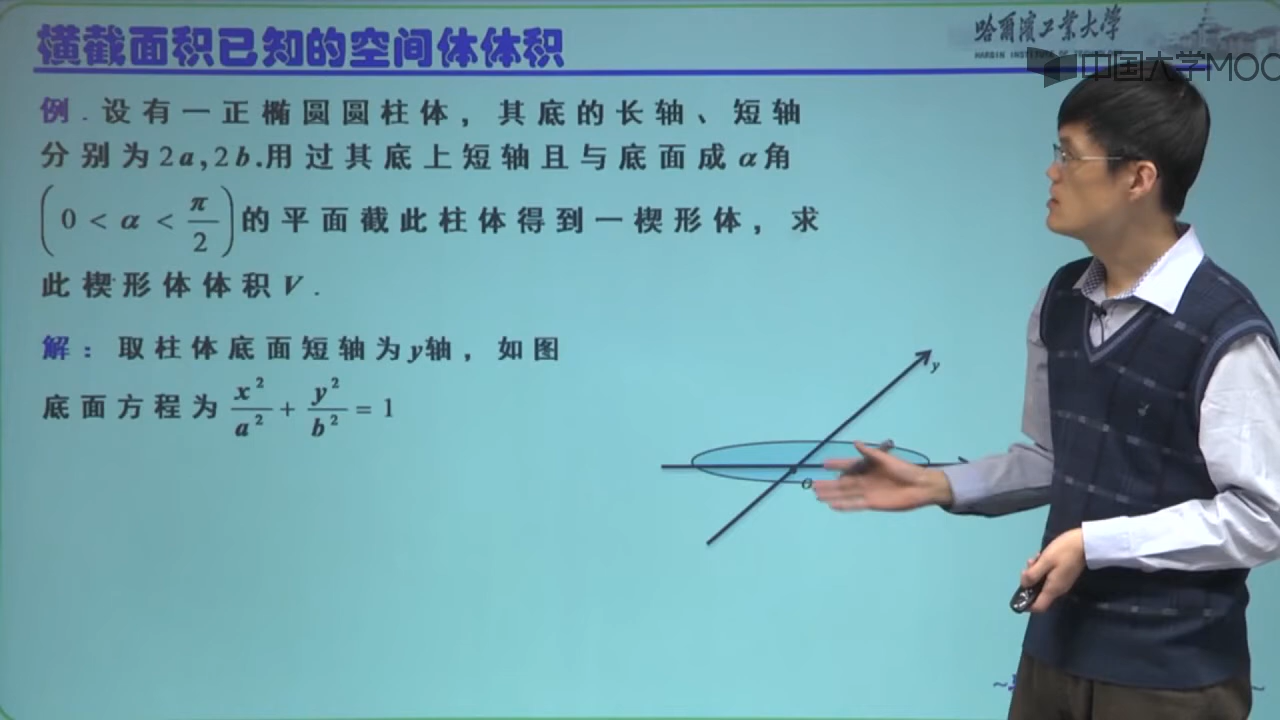 横截面积已知的空间体体积
哈尔滨工业大学
中国大学MOO
例.设有一正椭圆圆柱体，其底的长轴、短轴
分别为2a,2b.用过其底上短轴且与底面成α角
(0 < α < π/2)的平面截此柱体得到一楔形体，求
此楔形体体积V.
解：取柱体底面短轴为y轴，如图
底面方程为 x²/a² + y²/b² = 1
y
o